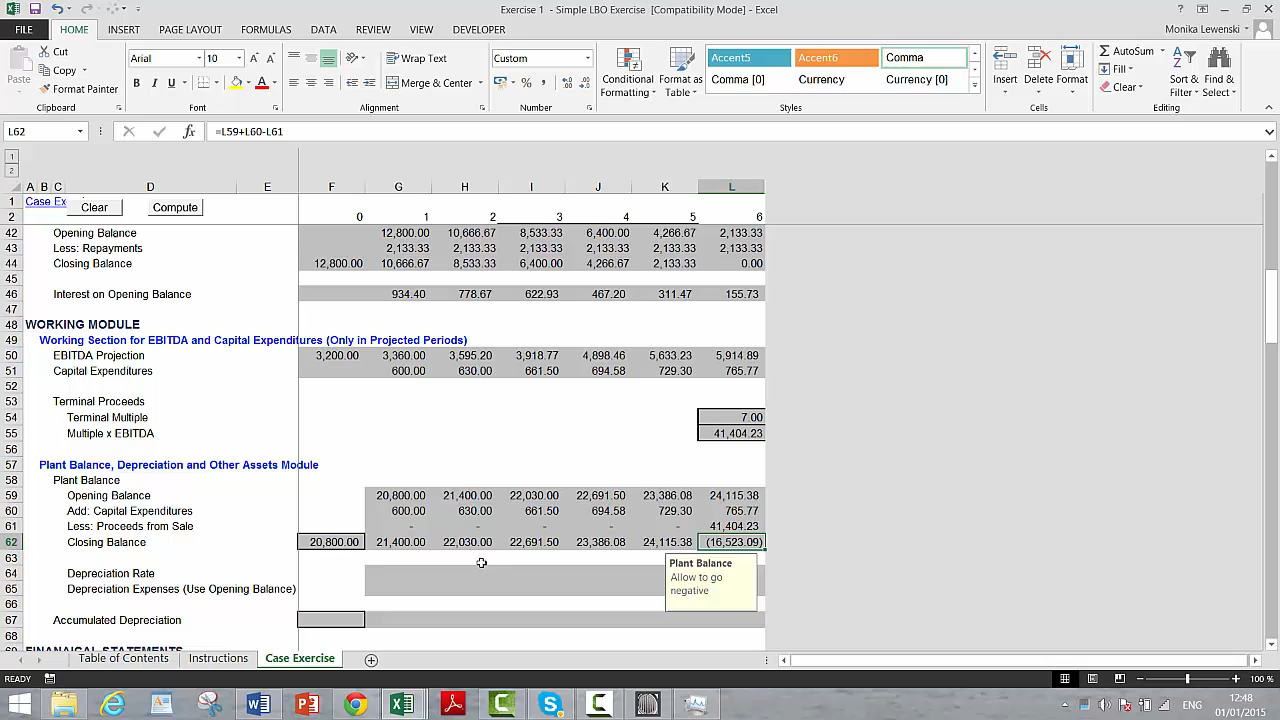 Exercise 1 - Simple LBO Exercise [Compatibility Mode] - Excel
FILE HOME INSERT PAGE LAYOUT FORMULAS DATA REVIEW VIEW DEVELOPER Monika Lewenski
Paste Cut Copy Format Painter Clipboard
Arial 10 B I U A A Font
Wrap Text Merge & Center Alignment
Custom % , Number
Conditional Formatting Format as Table
Accent5 Accent6 Comma
Comma [0] Currency Currency [0]
Styles
Insert Delete Format Cells
AutoSum Fill Clear Sort & Filter Find & Select Editing
L62 fx =L59+L60-L61
1
2
A B C D E F G H I J K L
1 Case Ex Clear Compute
2 0 1 2 3 4 5 6
42 Opening Balance 12,800.00 10,666.67 8,533.33 6,400.00 4,266.67 2,133.33
43 Less: Repayments 2,133.33 2,133.33 2,133.33 2,133.33 2,133.33 2,133.33
44 Closing Balance 12,800.00 10,666.67 8,533.33 6,400.00 4,266.67 2,133.33 0.00
45
46 Interest on Opening Balance 934.40 778.67 622.93 467.20 311.47 155.73
47
48 WORKING MODULE
49 Working Section for EBITDA and Capital Expenditures (Only in Projected Periods)
50 EBITDA Projection 3,200.00 3,360.00 3,595.20 3,918.77 4,898.46 5,633.23 5,914.89
51 Capital Expenditures 600.00 630.00 661.50 694.58 729.30 765.77
52
53 Terminal Proceeds
54 Terminal Multiple 7.00
55 Multiple x EBITDA 41,404.23
56
57 Plant Balance, Depreciation and Other Assets Module
58 Plant Balance
59 Opening Balance 20,800.00 21,400.00 22,030.00 22,691.50 23,386.08 24,115.38
60 Add: Capital Expenditures 600.00 630.00 661.50 694.58 729.30 765.77
61 Less: Proceeds from Sale - - - - - 41,404.23
62 Closing Balance 20,800.00 21,400.00 22,030.00 22,691.50 23,386.08 24,115.38 (16,523.09)
63
Plant Balance
Allow to go
negative
64 Depreciation Rate
65 Depreciation Expenses (Use Opening Balance)
66
67 Accumulated Depreciation
68
69 FINANAICAL STATEMENTS
Table of Contents Instructions Case Exercise
READY 100 %
ENG 12:48
01/01/2015